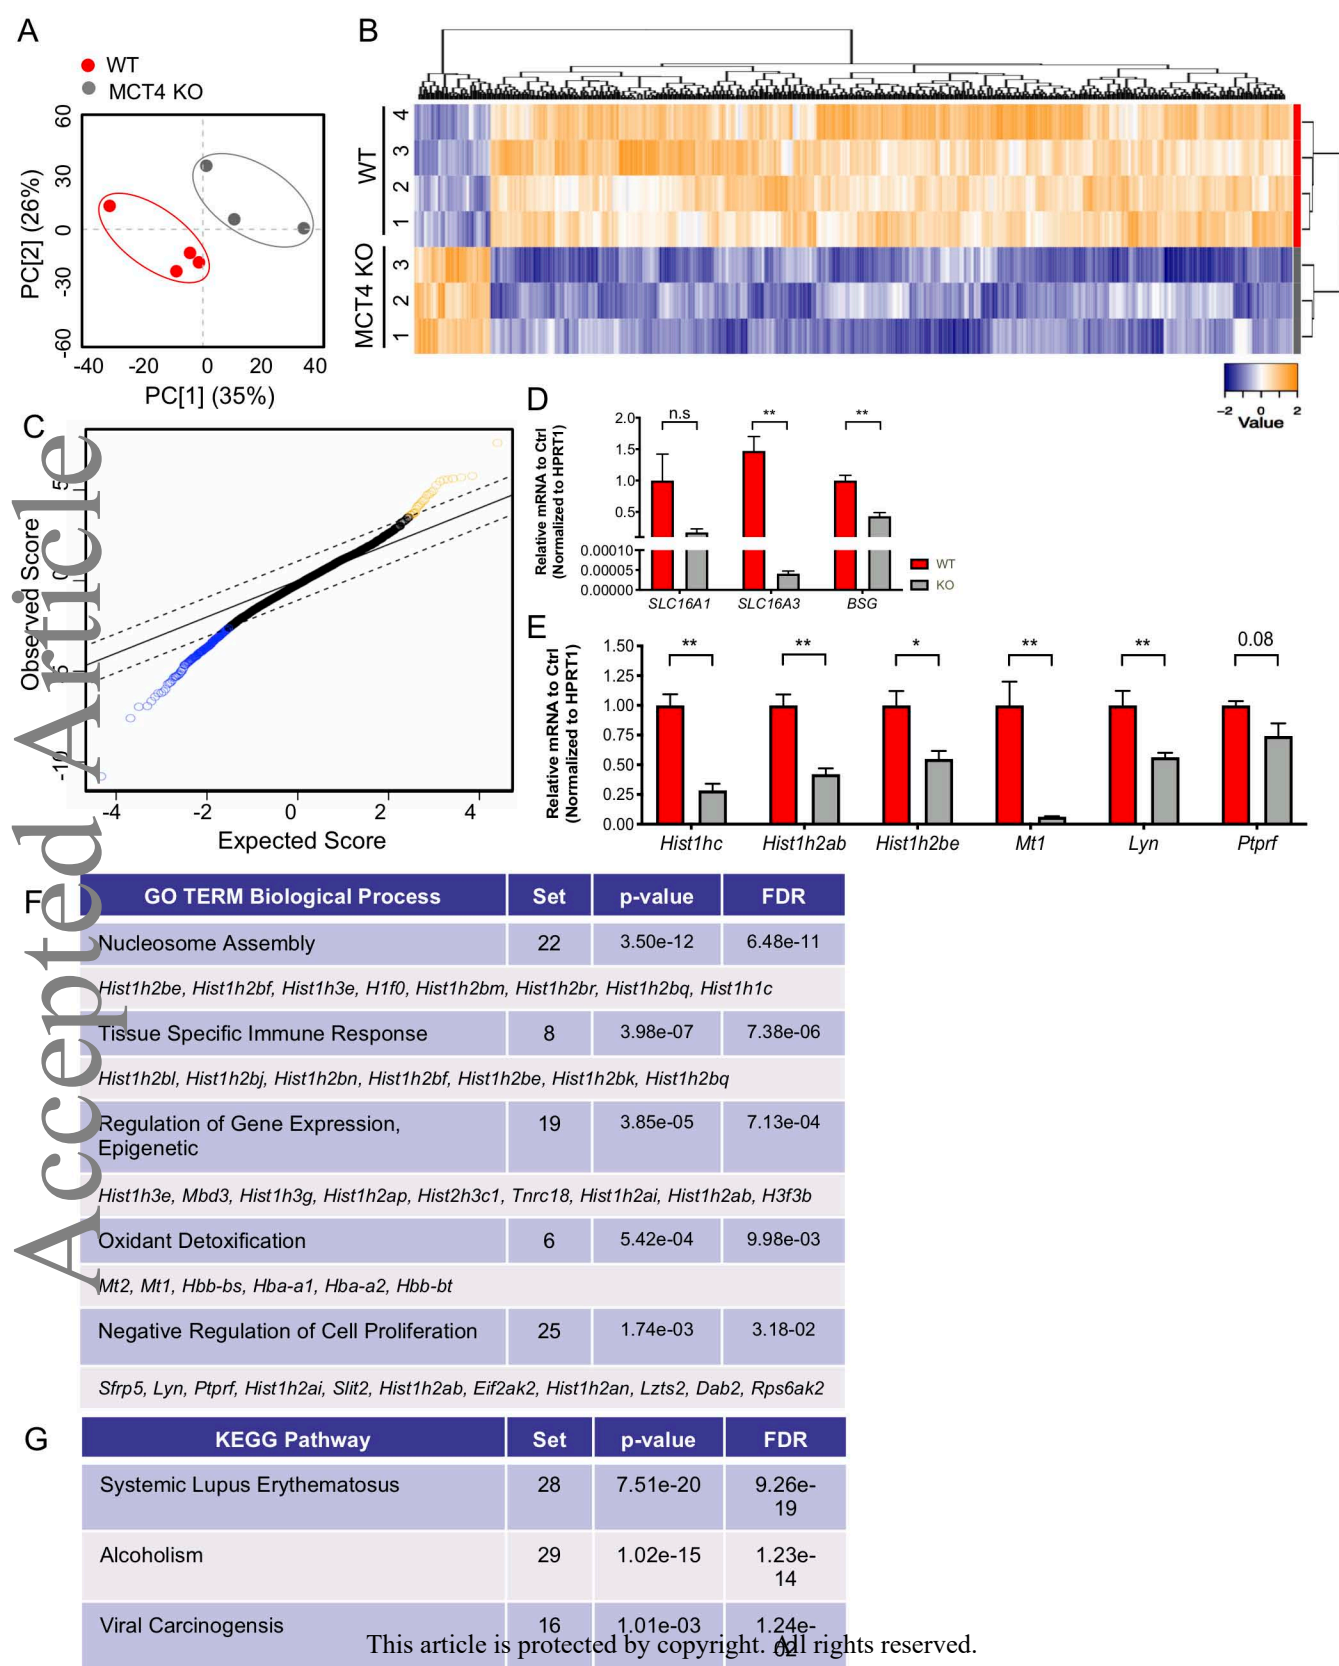 A
WT
MCT4 KO
60
30
0
-30
-60
PC[2] (26%)
-40 -20 0 20 40
PC[1] (35%)
B
WT
4
3
2
1
MCT4 KO
3
2
1
-2 0 2
Value
C
Observed Score
5
0
-10
-4 -2 0 2 4
Expected Score
D
Relative mRNA to Ctrl
(Normalized to HPRT1)
2.0
1.5
1.0
0.5
0.00010
0.00005
0.00000
n.s ** **
SLC16A1 SLC16A3 BSG
WT
KO
E
Relative mRNA to Ctrl
(Normalized to HPRT1)
1.50
1.25
1.00
0.75
0.50
0.25
0.00
** ** * ** ** 0.08
Hist1hc Hist1h2ab Hist1h2be Mt1 Lyn Ptprf
F
GO TERM Biological Process Set p-value FDR
Nucleosome Assembly 22 3.50e-12 6.48e-11
Hist1h2be, Hist1h2bf, Hist1h3e, H1f0, Hist1h2bm, Hist1h2br, Hist1h2bq, Hist1h1c
Tissue Specific Immune Response 8 3.98e-07 7.38e-06
Hist1h2bl, Hist1h2bj, Hist1h2bn, Hist1h2bf, Hist1h2be, Hist1h2bk, Hist1h2bq
Regulation of Gene Expression, 19 3.85e-05 7.13e-04
Epigenetic
Hist1h3e, Mbd3, Hist1h3g, Hist1h2ap, Hist2h3c1, Tnrc18, Hist1h2ai, Hist1h2ab, H3f3b
Oxidant Detoxification 6 5.42e-04 9.98e-03
Mt2, Mt1, Hbb-bs, Hba-a1, Hba-a2, Hbb-bt
Negative Regulation of Cell Proliferation 25 1.74e-03 3.18-02
Sfrp5, Lyn, Ptprf, Hist1h2ai, Slit2, Hist1h2ab, Eif2ak2, Hist1h2an, Lzts2, Dab2, Rps6ak2
G
KEGG Pathway Set p-value FDR
Systemic Lupus Erythematosus 28 7.51e-20 9.26e-
19
Alcoholism 29 1.02e-15 1.23e-
14
Viral Carcinogensis 16 1.01e-03 1.24e-
02
This article is protected by copyright. All rights reserved.
Accepted Article